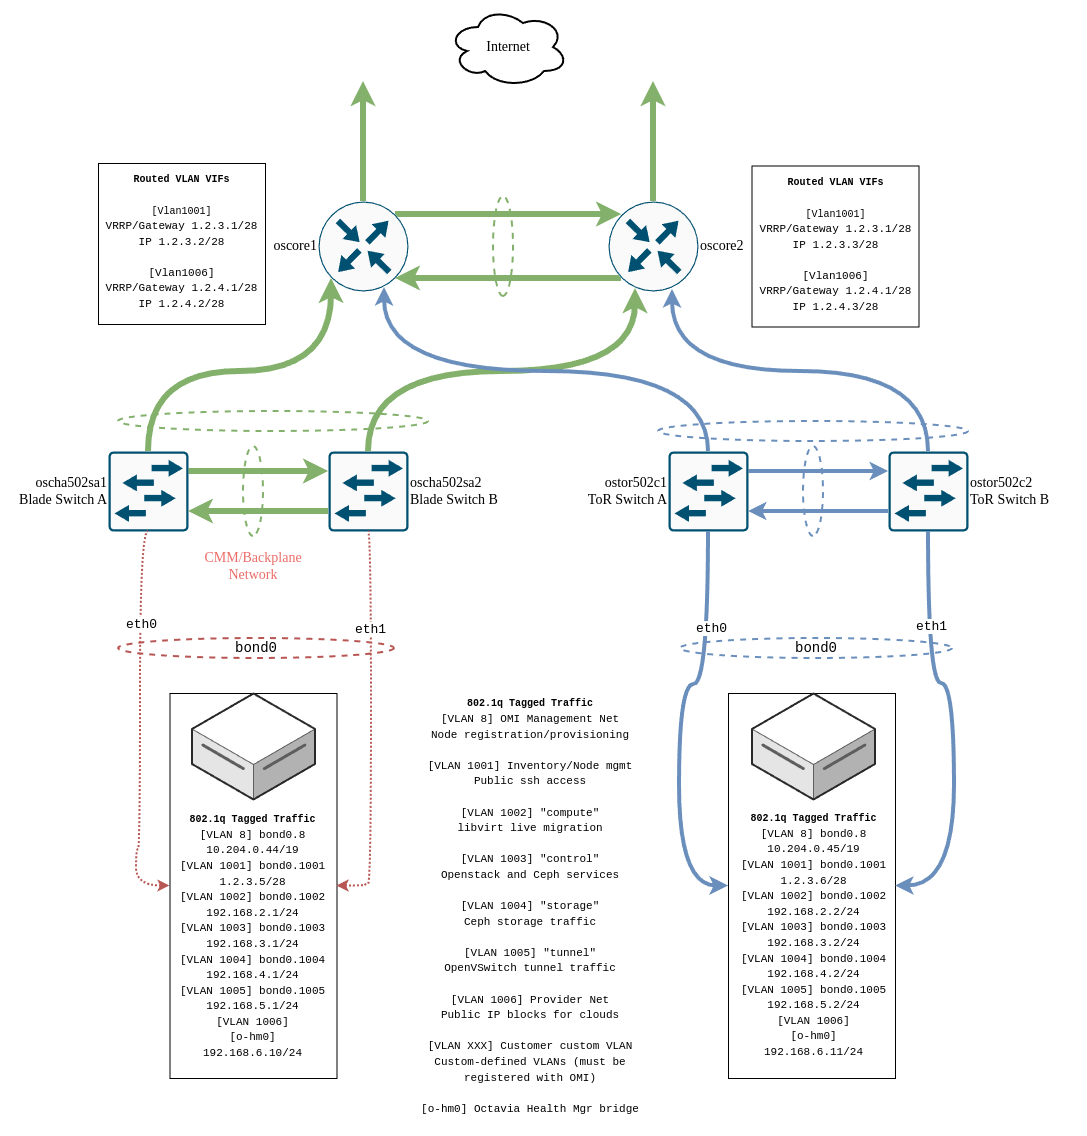 Internet
Routed VLAN VIFs
[Vlan1001]
VRRP/Gateway 1.2.3.1/28
IP 1.2.3.2/28
[Vlan1006]
VRRP/Gateway 1.2.4.1/28
IP 1.2.4.2/28
oscore1
oscore2
Routed VLAN VIFs
[Vlan1001]
VRRP/Gateway 1.2.3.1/28
IP 1.2.3.3/28
[Vlan1006]
VRRP/Gateway 1.2.4.1/28
IP 1.2.4.3/28
oscha502sa1
Blade Switch A
oscha502sa2
Blade Switch B
ostor502c1
ToR Switch A
ostor502c2
ToR Switch B
CMM/Backplane
Network
eth0
eth1
bond0
eth0
eth1
bond0
802.1q Tagged Traffic
[VLAN 8] bond0.8
10.204.0.44/19
[VLAN 1001] bond0.1001
1.2.3.5/28
[VLAN 1002] bond0.1002
192.168.2.1/24
[VLAN 1003] bond0.1003
192.168.3.1/24
[VLAN 1004] bond0.1004
192.168.4.1/24
[VLAN 1005] bond0.1005
192.168.5.1/24
[VLAN 1006]
[o-hm0]
192.168.6.10/24
802.1q Tagged Traffic
[VLAN 8] OMI Management Net
Node registration/provisioning
[VLAN 1001] Inventory/Node mgmt
Public ssh access
[VLAN 1002] "compute"
libvirt live migration
[VLAN 1003] "control"
Openstack and Ceph services
[VLAN 1004] "storage"
Ceph storage traffic
[VLAN 1005] "tunnel"
OpenVSwitch tunnel traffic
[VLAN 1006] Provider Net
Public IP blocks for clouds
[VLAN XXX] Customer custom VLAN
Custom-defined VLANs (must be
registered with OMI)
[o-hm0] Octavia Health Mgr bridge
802.1q Tagged Traffic
[VLAN 8] bond0.8
10.204.0.45/19
[VLAN 1001] bond0.1001
1.2.3.6/28
[VLAN 1002] bond0.1002
192.168.2.2/24
[VLAN 1003] bond0.1003
192.168.3.2/24
[VLAN 1004] bond0.1004
192.168.4.2/24
[VLAN 1005] bond0.1005
192.168.5.2/24
[VLAN 1006]
[o-hm0]
192.168.6.11/24